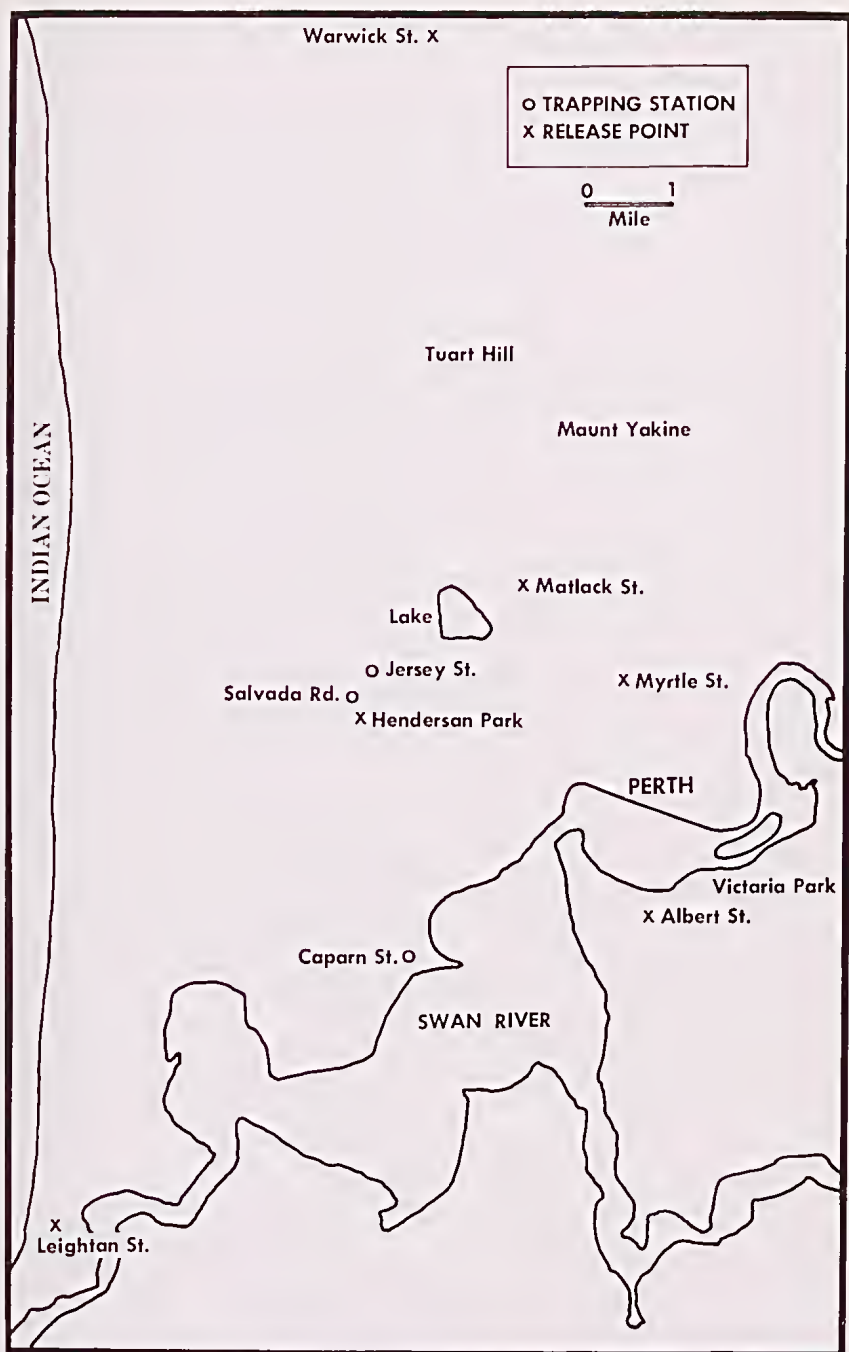 Warwick St. x
o TRAPPING STATION
x RELEASE POINT
0 1
Mile
Tuart Hill
Maunt Yakine
INDIAN OCEAN
x Matlack St.
Lake
o Jersey St.
x Myrtle St.
Salvada Rd. o
x Hendersan Park
PERTH
Victaria Park
x Albert St.
Caparn St. o
SWAN RIVER
x
Leightan St.